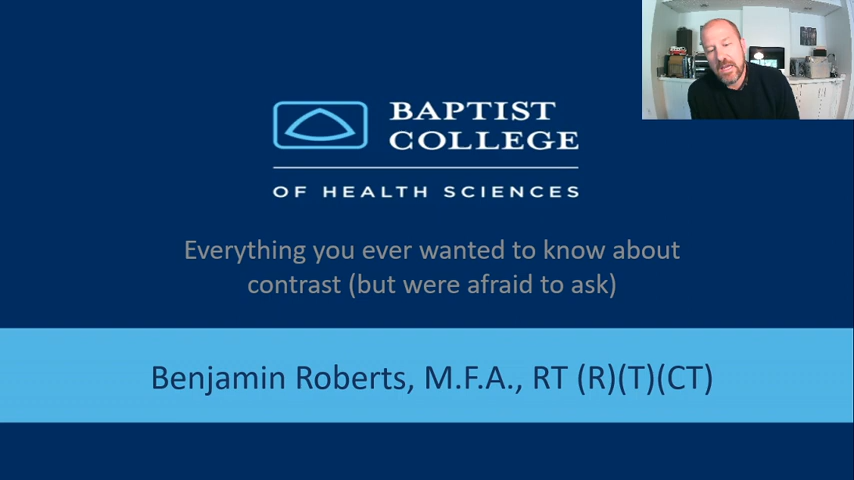 BAPTIST
COLLEGE
OF HEALTH SCIENCES
Everything you ever wanted to know about
contrast (but were afraid to ask)
Benjamin Roberts, M.F.A., RT (R)(T)(CT)